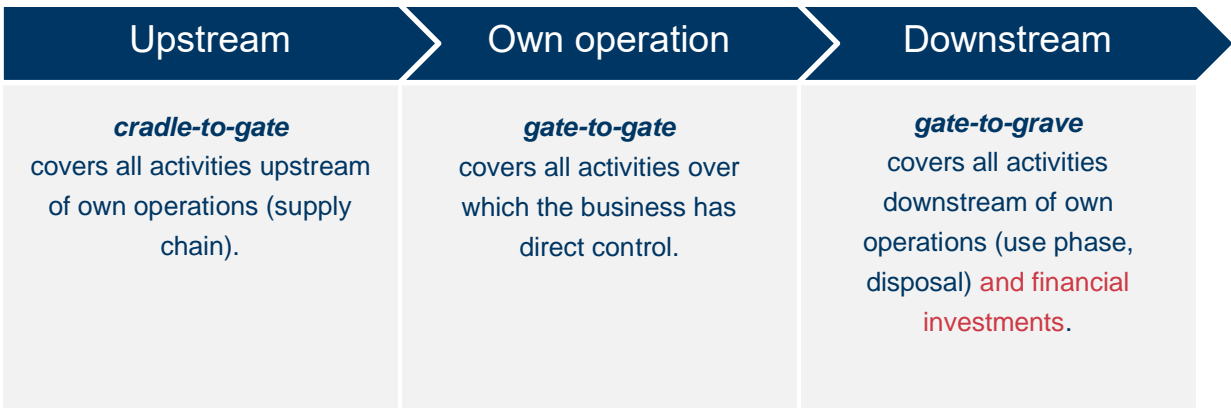 Upstream
Own operation
Downstream
cradle-to-gate
covers all activities upstream
of own operations (supply
chain).
gate-to-gate
covers all activities over
which the business has
direct control.
gate-to-grave
covers all activities
downstream of own
operations (use phase,
disposal) and financial
investments.